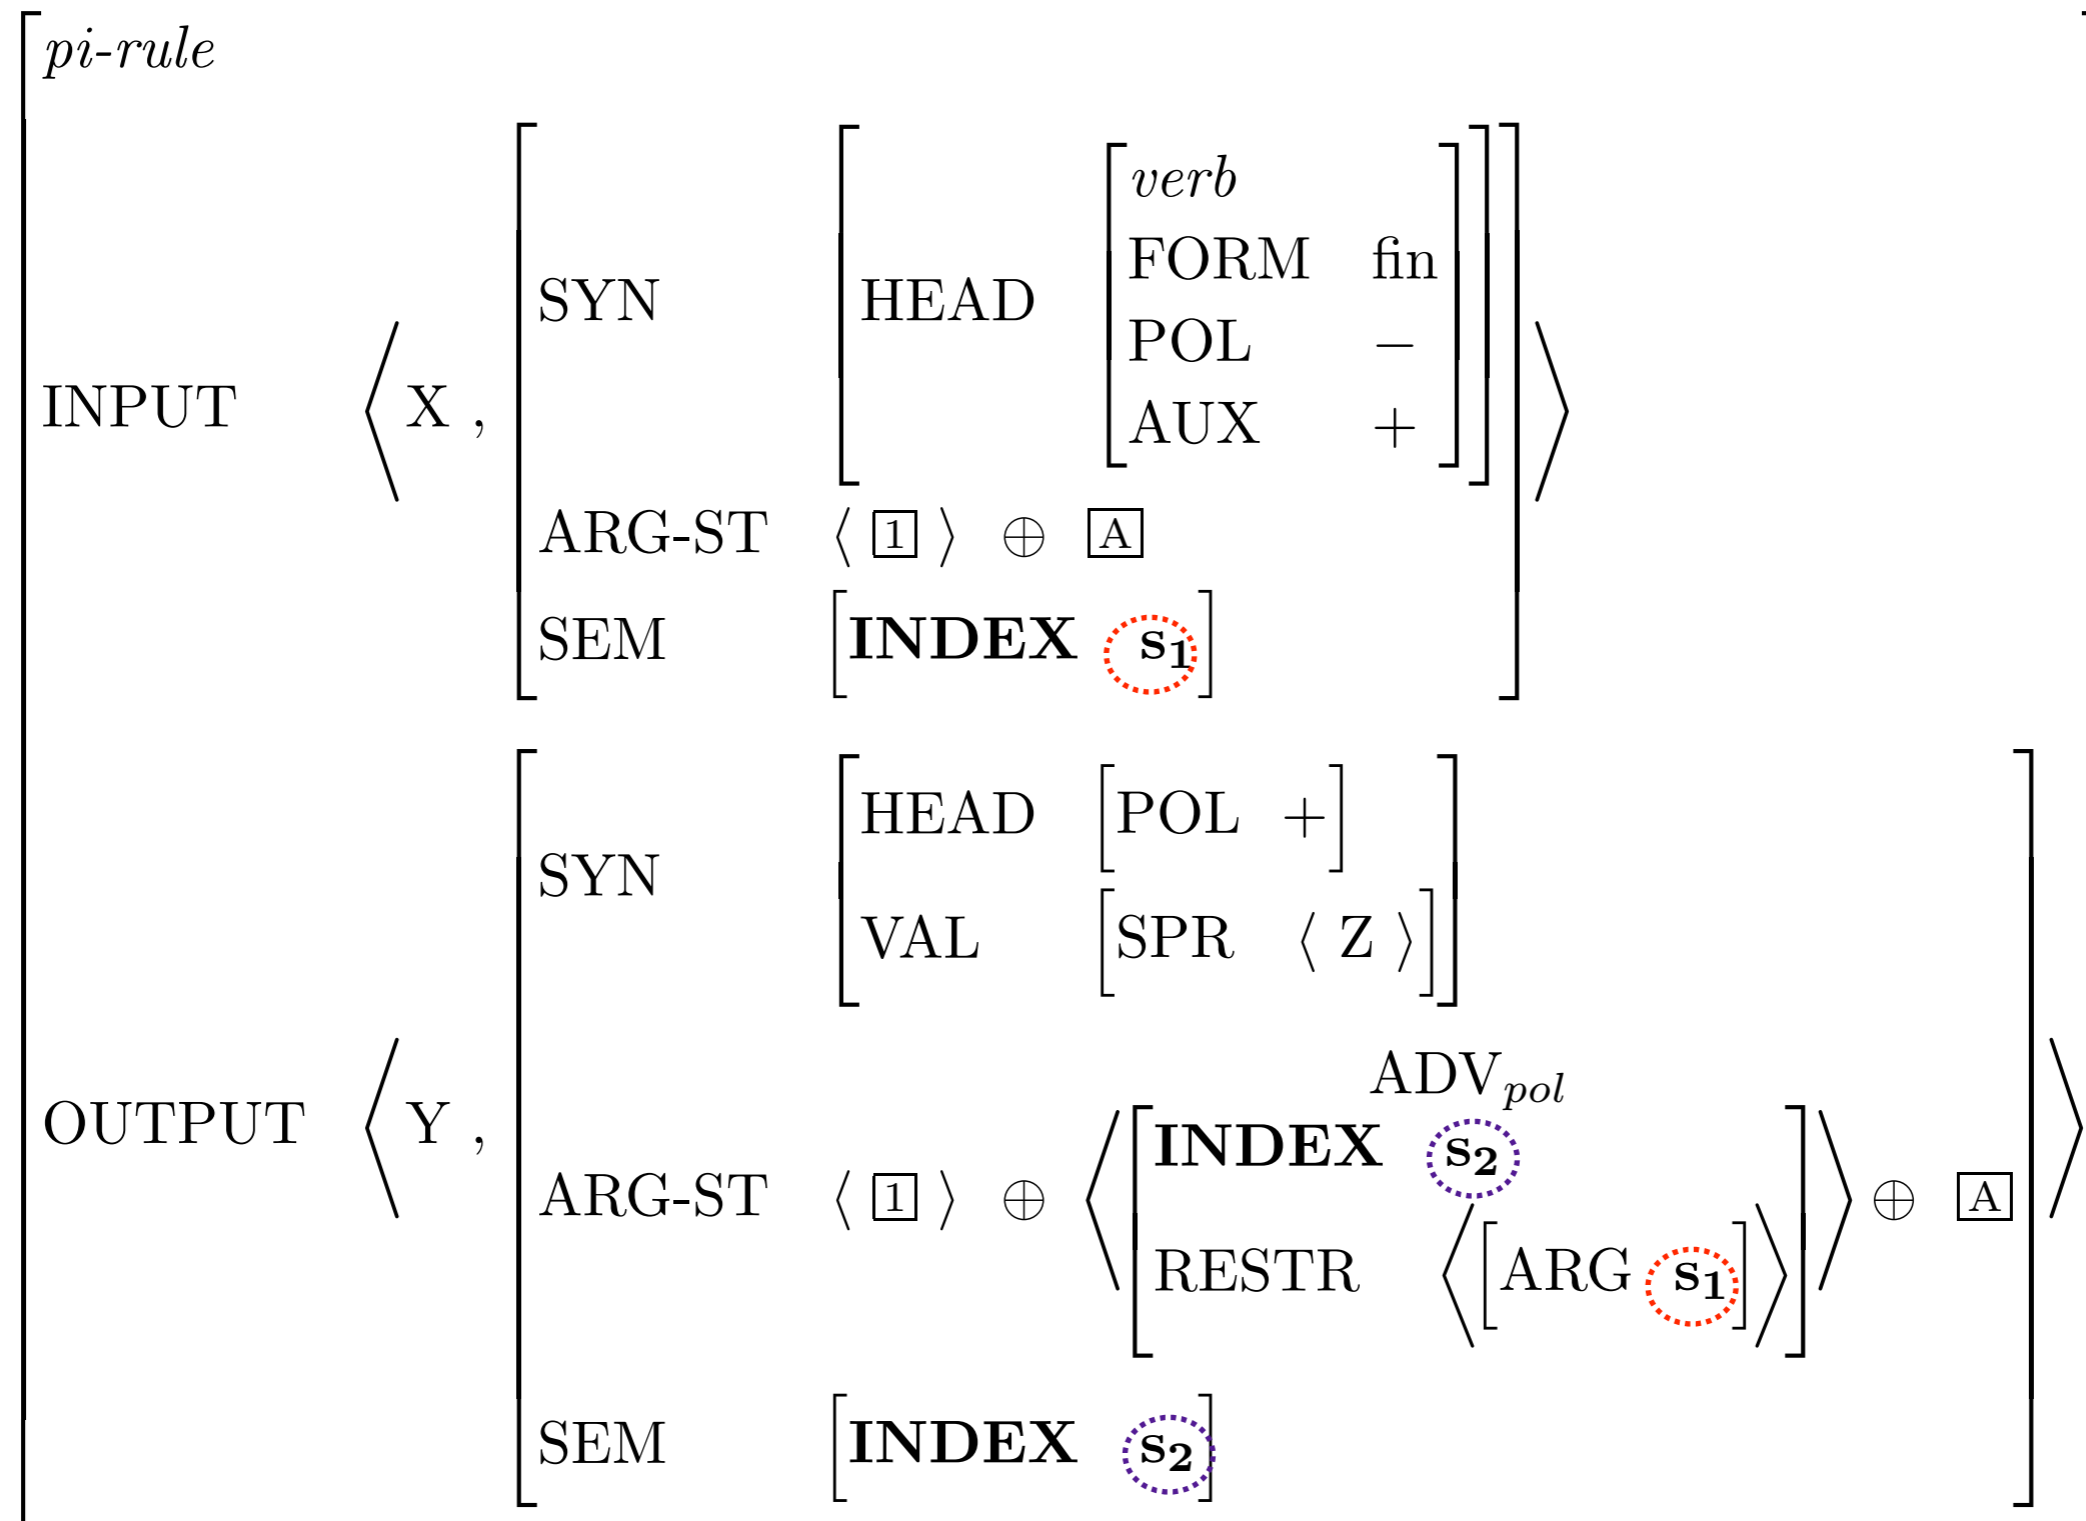 pi-rule
verb
FORM fin
SYN HEAD
POL −
INPUT ⟨ X ,
AUX + ⟩
ARG-ST ⟨ 1 ⟩ ⊕ A
SEM [INDEX s₁]
HEAD [POL +]
SYN
VAL [SPR ⟨ Z ⟩]
ADVpol
OUTPUT ⟨ Y ,
[INDEX s₂
ARG-ST ⟨ 1 ⟩ ⊕ ⟨ ⟩ ⊕ A ⟩
RESTR ⟨[ARG s₁]⟩]
SEM [INDEX s₂]